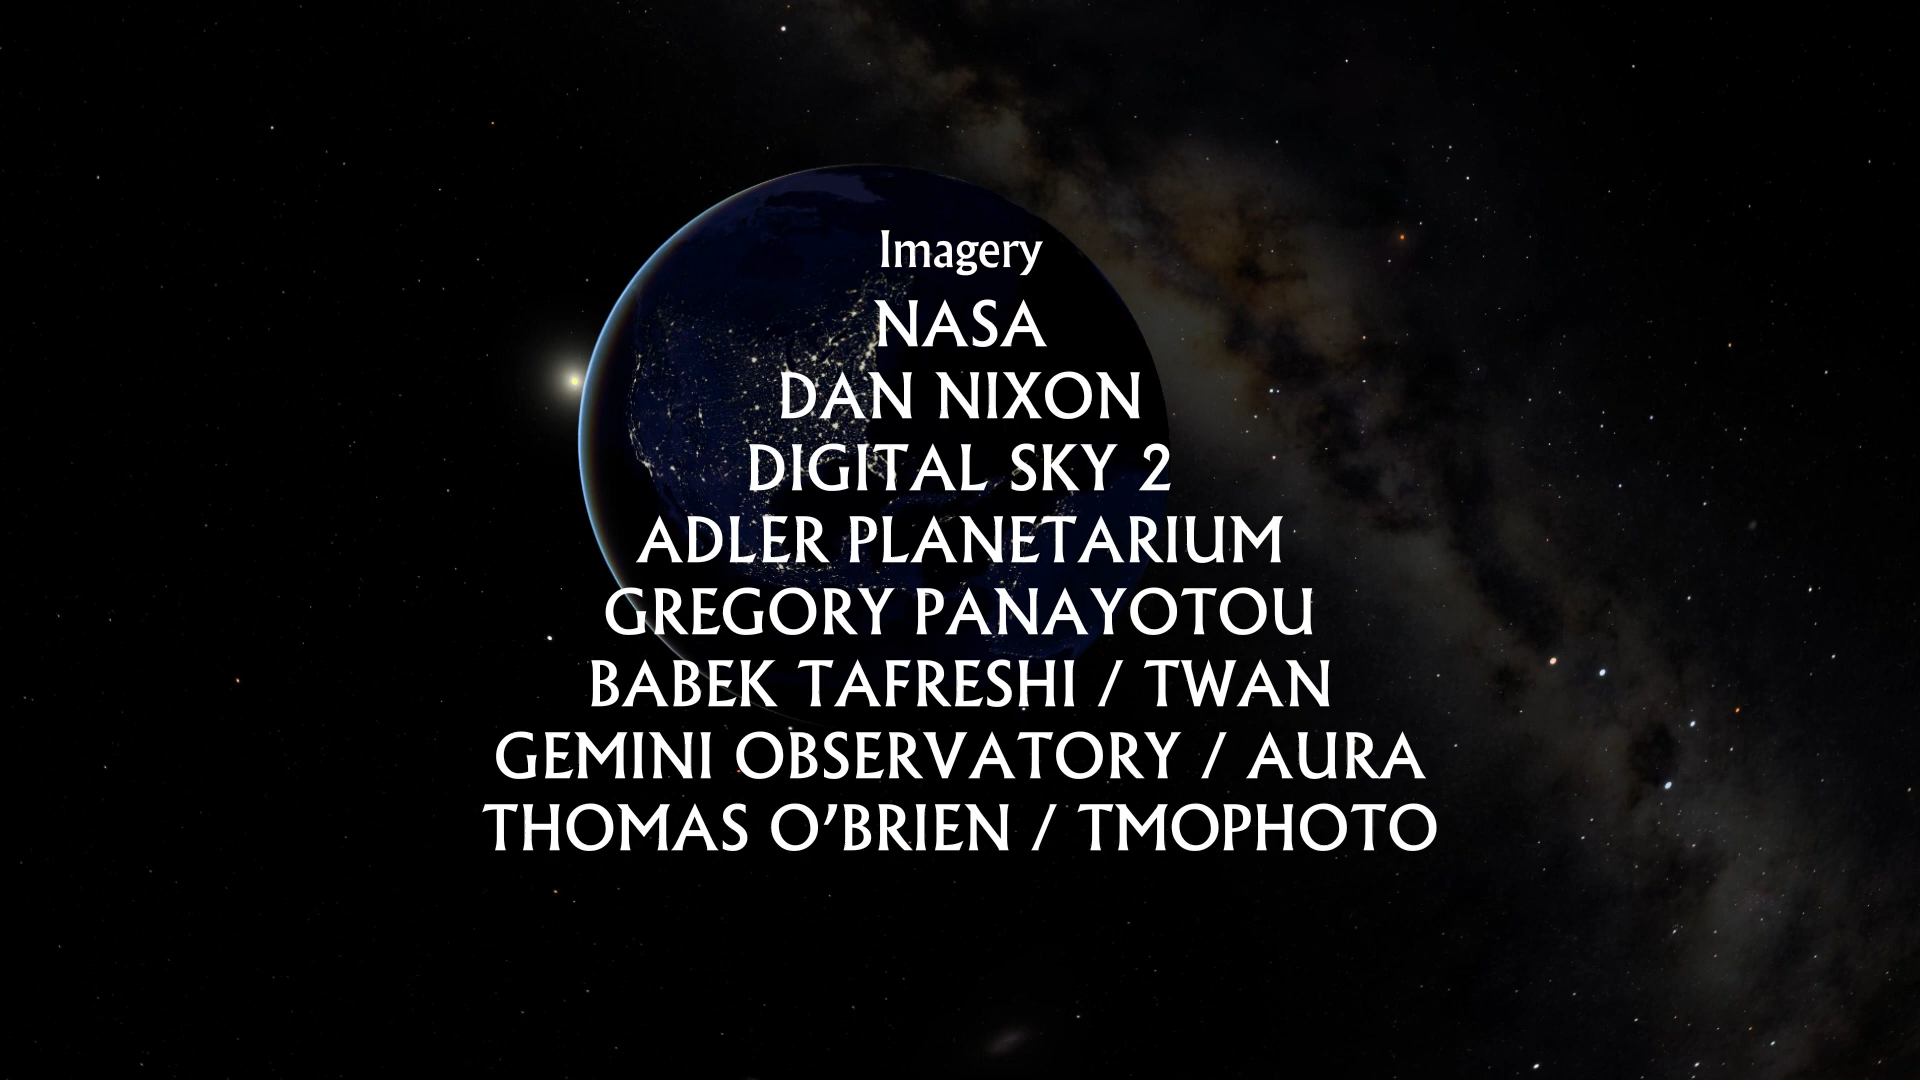 Imagery
NASA
DAN NIXON
DIGITAL SKY 2
ADLER PLANETARIUM
GREGORY PANAYOTOU
BABEK TAFRESHI / TWAN
GEMINI OBSERVATORY / AURA
THOMAS O’BRIEN / TMOPHOTO